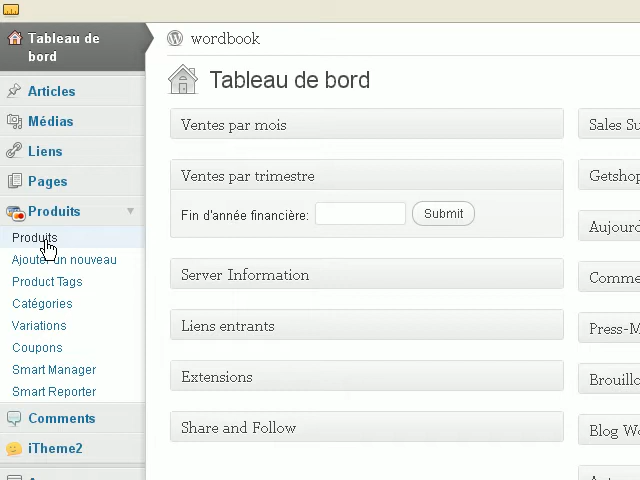 Tableau de
bord
Articles
Médias
Liens
Pages
Produits
Produits
Ajouter un nouveau
Product Tags
Catégories
Variations
Coupons
Smart Manager
Smart Reporter
Comments
iTheme2
wordbook
Tableau de bord
Ventes par mois
Ventes par trimestre
Fin d'année financière:
Submit
Server Information
Liens entrants
Extensions
Share and Follow
Sales Su
Getshop
Aujourd
Comme
Press-M
Brouillo
Blog Wo